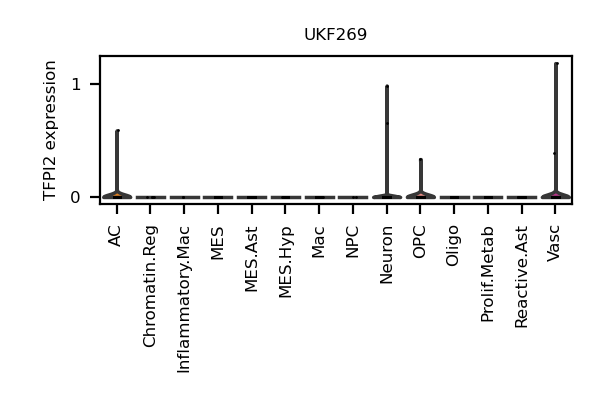 UKF269
TFPI2 expression
1
0
AC
Chromatin.Reg
Inflammatory.Mac
MES
MES.Ast
MES.Hyp
Mac
NPC
Neuron
OPC
Oligo
Prolif.Metab
Reactive.Ast
Vasc